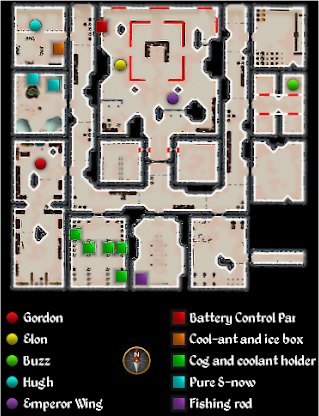 Gordon
Elon
Buzz
Hugh
Emperor Wing
N
Battery Control Par
Cool-ant and ice box
Cog and coolant holder
Pure S-now
Fishing rod